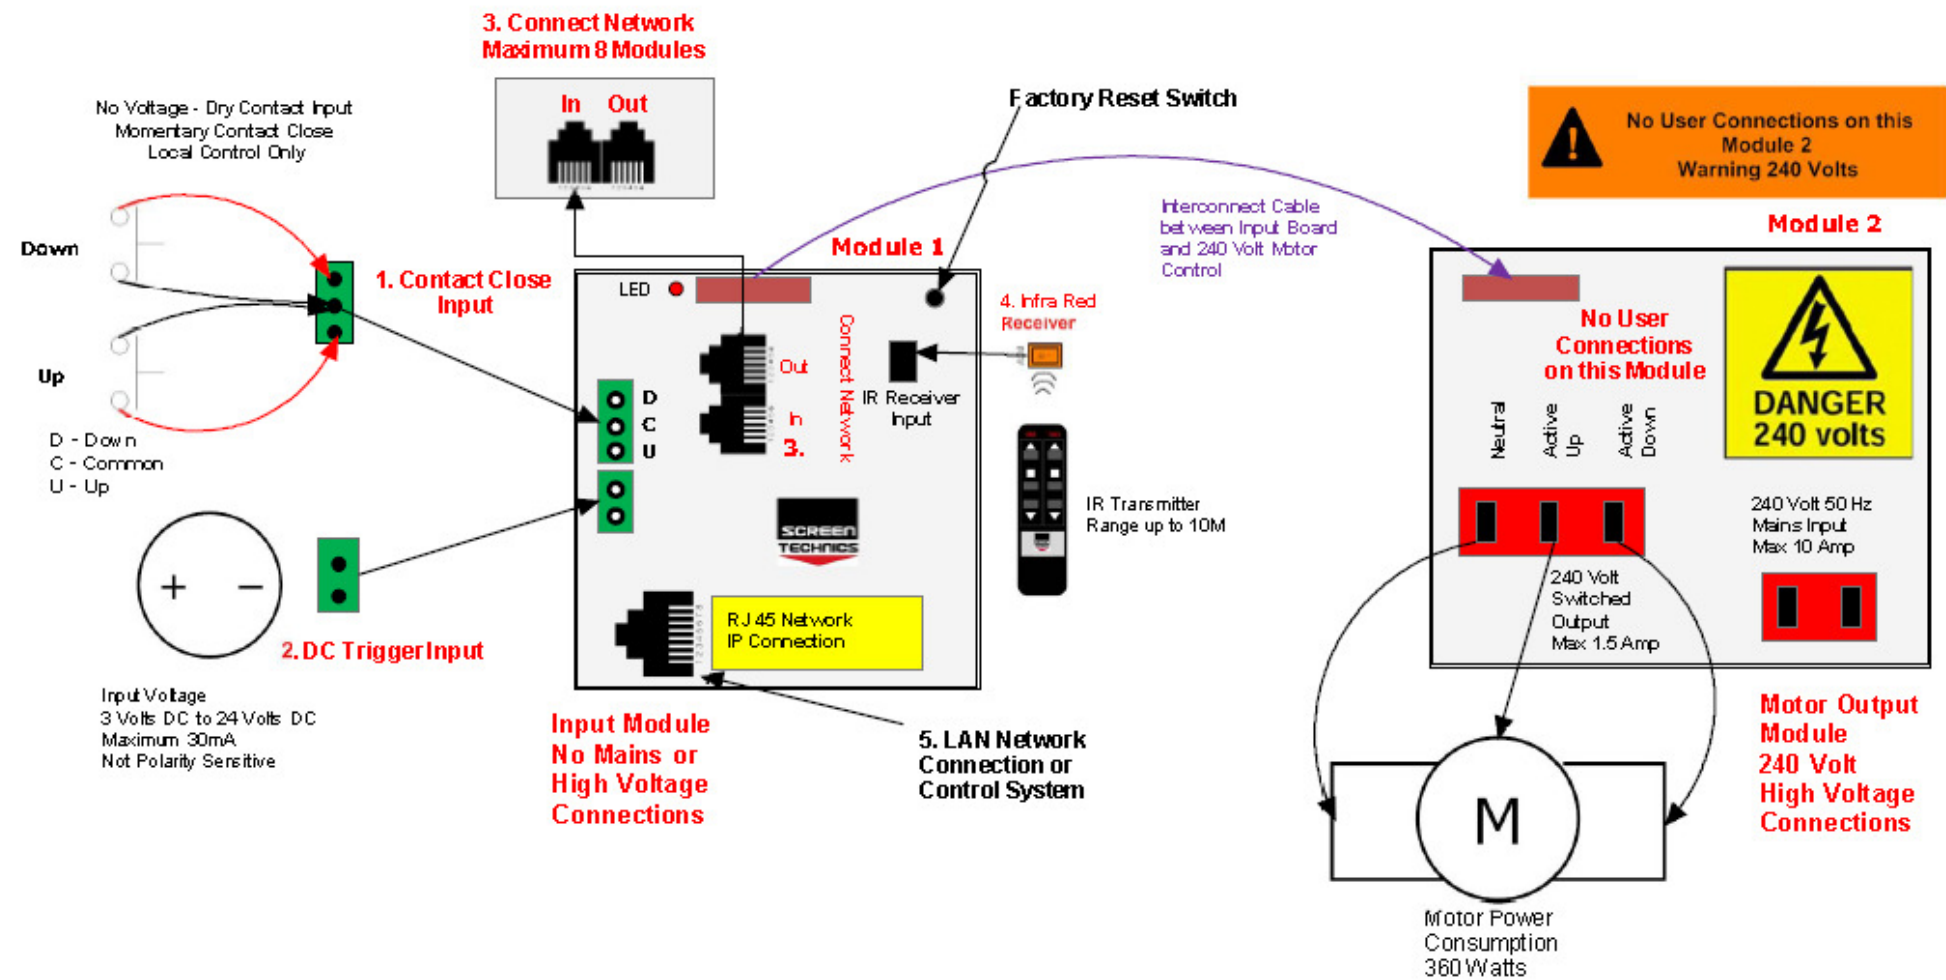 3. Connect Network
Maximum 8 Modules
In Out
No Voltage - Dry Contact Input
Momentary Contact Close
Local Control Only
Down
Up
D - Down
C - Common
U - Up
1. Contact Close
Input
2. DC Trigger Input
+ −
Input Voltage
3 Volts DC to 24 Volts DC
Maximum 30mA
Not Polarity Sensitive
Factory Reset Switch
Module 1
LED
D
C
U
Out
In
3.
Connect Network
IR Receiver
Input
SCREEN
TECHNICS
12345678
RJ45 Network
IP Connection
Input Module
No Mains or
High Voltage
Connections
5. LAN Network
Connection or
Control System
4. Infra Red
Receiver
IR Transmitter
Range up to 10M
Interconnect Cable
between Input Board
and 240 Volt Motor
Control
No User Connections on this
Module 2
Warning 240 Volts
Module 2
No User
Connections
on this Module
DANGER
240 volts
Neutral
Active
Up
Active
Down
240 Volt
Switched
Output
Max 1.5 Amp
240 Volt 50 Hz
Mains Input
Max 10 Amp
Motor Output
Module
240 Volt
High Voltage
Connections
M
Motor Power
Consumption
360 Watts